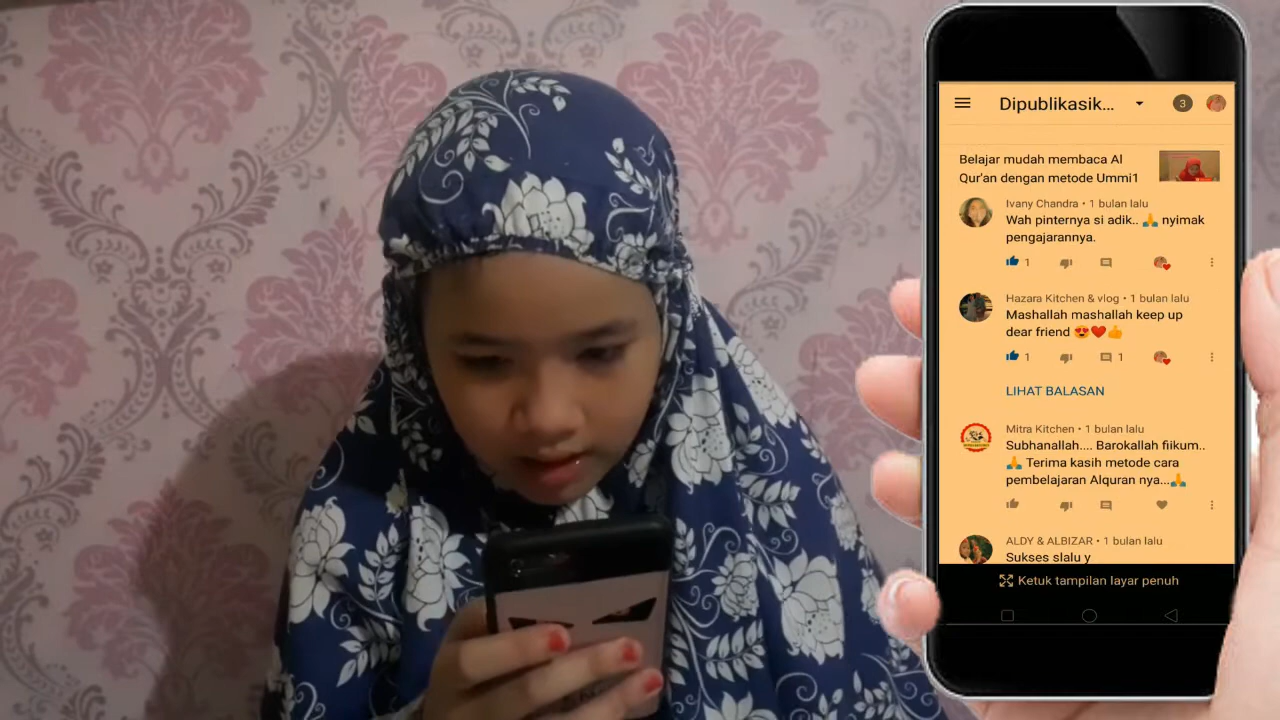 Dipublikasik...
3
Belajar mudah membaca Al
Qur'an dengan metode Ummi1
Ivany Chandra • 1 bulan lalu
Wah pinternya si adik.. 🙏 nyimak
pengajarannya.
1
Hazara Kitchen & vlog • 1 bulan lalu
Mashallah mashallah keep up
dear friend 😍❤️👍
1 1
LIHAT BALASAN
Mitra Kitchen • 1 bulan lalu
Subhanallah.... Barokallah fiikum..
🙏 Terima kasih metode cara
pembelajaran Alquran nya...🙏
ALDY & ALBIZAR • 1 bulan lalu
Sukses slalu y
Ketuk tampilan layar penuh